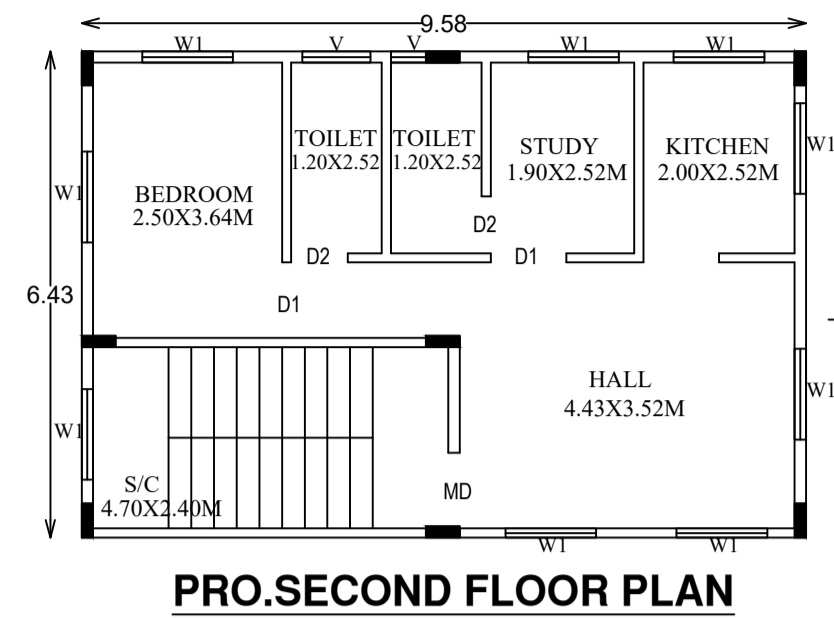 9.58
W1
V
V
W1
W1
TOILET
1.20X2.52
TOILET
1.20X2.52
STUDY
1.90X2.52M
KITCHEN
2.00X2.52M
W1
W1
BEDROOM
2.50X3.64M
D2
D2
D1
6.43
D1
HALL
4.43X3.52M
W1
W1
S/C
4.70X2.40M
MD
W1
W1
PRO.SECOND FLOOR PLAN